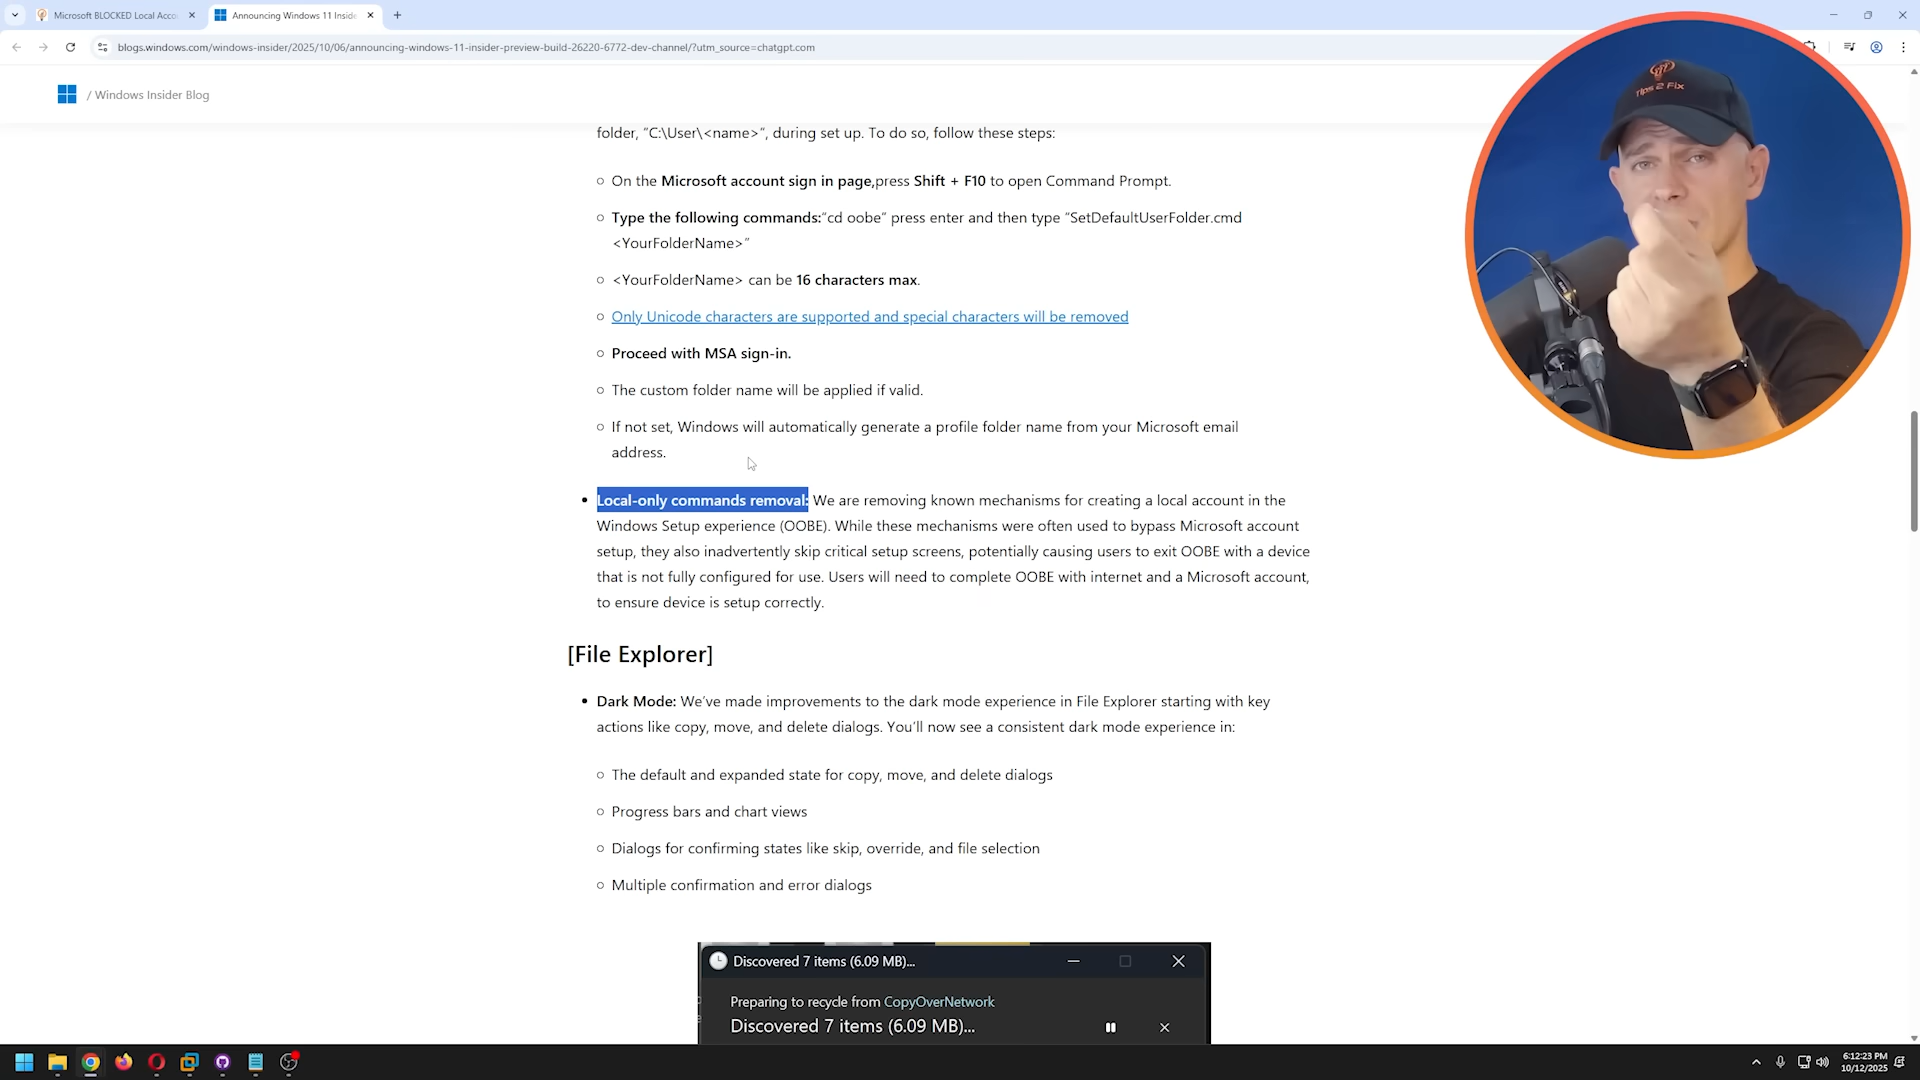 Microsoft BLOCKED Local Acco
Announcing Windows 11 Inside
blogs.windows.com/windows-insider/2025/10/06/announcing-windows-11-insider-preview-build-26220-6772-dev-channel/?utm_source=chatgpt.com
/ Windows Insider Blog
Tips 2 Fix
folder, “C:\User\<name>”, during set up. To do so, follow these steps:
On the Microsoft account sign in page,press Shift + F10 to open Command Prompt.
Type the following commands:“cd oobe” press enter and then type “SetDefaultUserFolder.cmd
<YourFolderName>”
<YourFolderName> can be 16 characters max.
Only Unicode characters are supported and special characters will be removed
Proceed with MSA sign-in.
The custom folder name will be applied if valid.
If not set, Windows will automatically generate a profile folder name from your Microsoft email
address.
Local-only commands removal: We are removing known mechanisms for creating a local account in the
Windows Setup experience (OOBE). While these mechanisms were often used to bypass Microsoft account
setup, they also inadvertently skip critical setup screens, potentially causing users to exit OOBE with a device
that is not fully configured for use. Users will need to complete OOBE with internet and a Microsoft account,
to ensure device is setup correctly.
[File Explorer]
Dark Mode: We’ve made improvements to the dark mode experience in File Explorer starting with key
actions like copy, move, and delete dialogs. You’ll now see a consistent dark mode experience in:
The default and expanded state for copy, move, and delete dialogs
Progress bars and chart views
Dialogs for confirming states like skip, override, and file selection
Multiple confirmation and error dialogs
Discovered 7 items (6.09 MB)...
Preparing to recycle from CopyOverNetwork
Discovered 7 items (6.09 MB)...
6:12:23 PM
10/12/2025